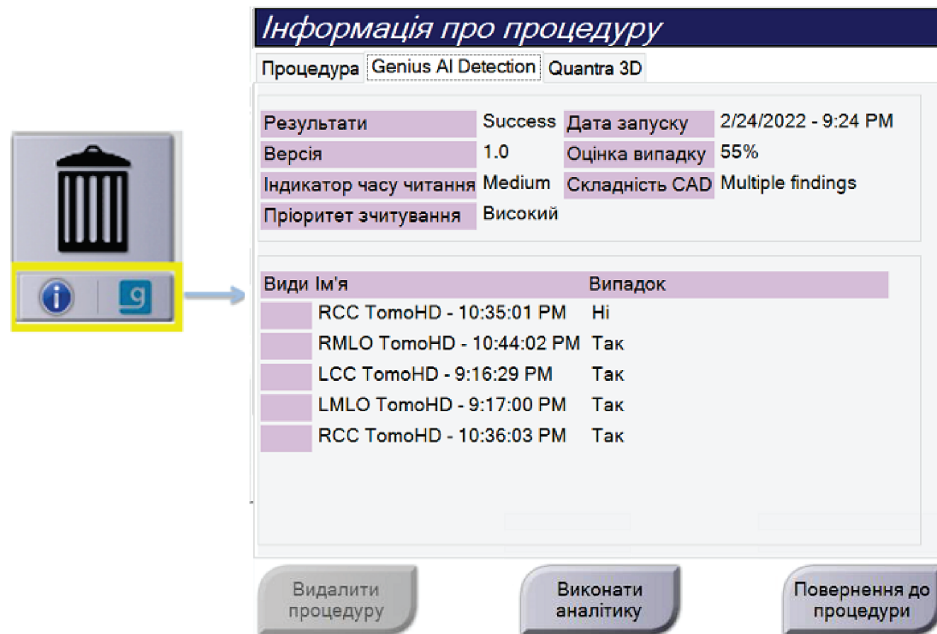 Інформація про процедуру
Процедура Genius AI Detection Quantra 3D
Результати Success Дата запуску 2/24/2022 - 9:24 PM
Версія 1.0 Оцінка випадку 55%
Індикатор часу читання Medium Складність CAD Multiple findings
Пріоритет зчитування Високий
Види Ім'я Випадок
RCC TomoHD - 10:35:01 PM Ні
RMLO TomoHD - 10:44:02 PM Так
LCC TomoHD - 9:16:29 PM Так
LMLO TomoHD - 9:17:00 PM Так
RCC TomoHD - 10:36:03 PM Так
i g
Видалити Виконати Повернення до
процедуру аналітику процедури